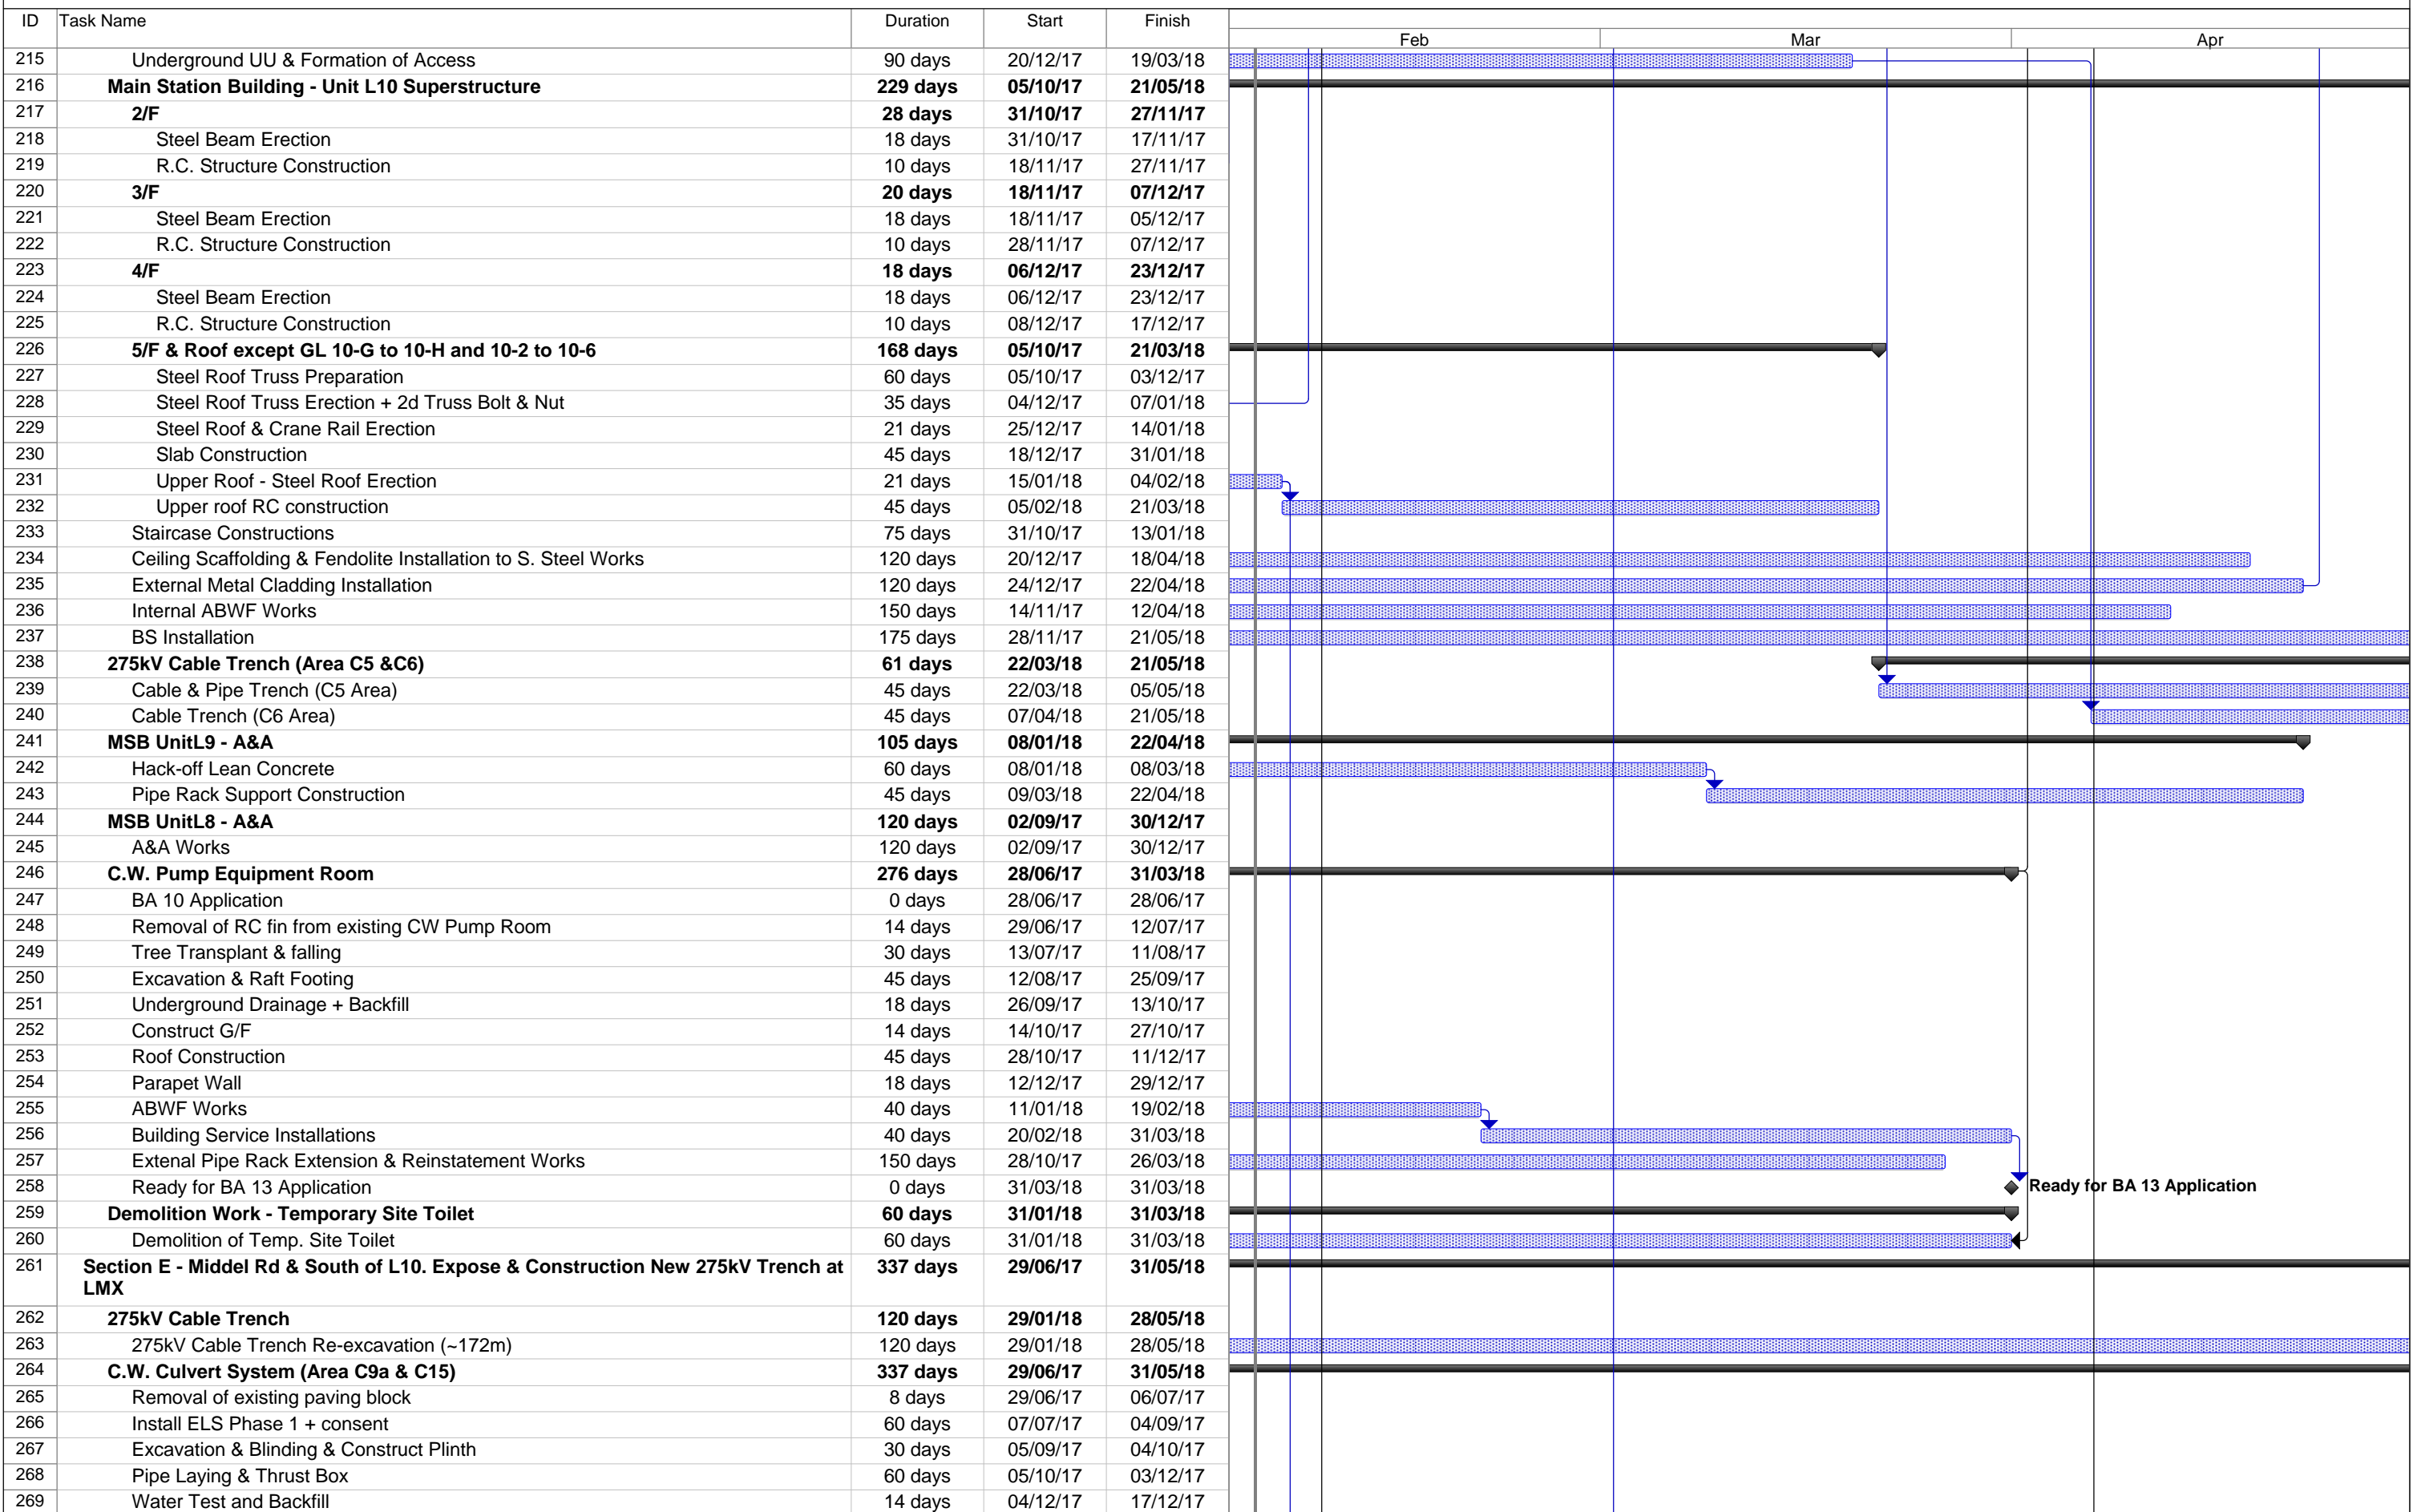 ID Task Name Duration Start Finish
Feb Mar Apr
215 Underground UU & Formation of Access 90 days 20/12/17 19/03/18
216 Main Station Building - Unit L10 Superstructure 229 days 05/10/17 21/05/18
217 2/F 28 days 31/10/17 27/11/17
218 Steel Beam Erection 18 days 31/10/17 17/11/17
219 R.C. Structure Construction 10 days 18/11/17 27/11/17
220 3/F 20 days 18/11/17 07/12/17
221 Steel Beam Erection 18 days 18/11/17 05/12/17
222 R.C. Structure Construction 10 days 28/11/17 07/12/17
223 4/F 18 days 06/12/17 23/12/17
224 Steel Beam Erection 18 days 06/12/17 23/12/17
225 R.C. Structure Construction 10 days 08/12/17 17/12/17
226 5/F & Roof except GL 10-G to 10-H and 10-2 to 10-6 168 days 05/10/17 21/03/18
227 Steel Roof Truss Preparation 60 days 05/10/17 03/12/17
228 Steel Roof Truss Erection + 2d Truss Bolt & Nut 35 days 04/12/17 07/01/18
229 Steel Roof & Crane Rail Erection 21 days 25/12/17 14/01/18
230 Slab Construction 45 days 18/12/17 31/01/18
231 Upper Roof - Steel Roof Erection 21 days 15/01/18 04/02/18
232 Upper roof RC construction 45 days 05/02/18 21/03/18
233 Staircase Constructions 75 days 31/10/17 13/01/18
234 Ceiling Scaffolding & Fendolite Installation to S. Steel Works 120 days 20/12/17 18/04/18
235 External Metal Cladding Installation 120 days 24/12/17 22/04/18
236 Internal ABWF Works 150 days 14/11/17 12/04/18
237 BS Installation 175 days 28/11/17 21/05/18
238 275kV Cable Trench (Area C5 &C6) 61 days 22/03/18 21/05/18
239 Cable & Pipe Trench (C5 Area) 45 days 22/03/18 05/05/18
240 Cable Trench (C6 Area) 45 days 07/04/18 21/05/18
241 MSB UnitL9 - A&A 105 days 08/01/18 22/04/18
242 Hack-off Lean Concrete 60 days 08/01/18 08/03/18
243 Pipe Rack Support Construction 45 days 09/03/18 22/04/18
244 MSB UnitL8 - A&A 120 days 02/09/17 30/12/17
245 A&A Works 120 days 02/09/17 30/12/17
246 C.W. Pump Equipment Room 276 days 28/06/17 31/03/18
247 BA 10 Application 0 days 28/06/17 28/06/17
248 Removal of RC fin from existing CW Pump Room 14 days 29/06/17 12/07/17
249 Tree Transplant & falling 30 days 13/07/17 11/08/17
250 Excavation & Raft Footing 45 days 12/08/17 25/09/17
251 Underground Drainage + Backfill 18 days 26/09/17 13/10/17
252 Construct G/F 14 days 14/10/17 27/10/17
253 Roof Construction 45 days 28/10/17 11/12/17
254 Parapet Wall 18 days 12/12/17 29/12/17
255 ABWF Works 40 days 11/01/18 19/02/18
256 Building Service Installations 40 days 20/02/18 31/03/18
257 Extenal Pipe Rack Extension & Reinstatement Works 150 days 28/10/17 26/03/18
258 Ready for BA 13 Application 0 days 31/03/18 31/03/18 Ready for BA 13 Application
259 Demolition Work - Temporary Site Toilet 60 days 31/01/18 31/03/18
260 Demolition of Temp. Site Toilet 60 days 31/01/18 31/03/18
261 Section E - Middel Rd & South of L10. Expose & Construction New 275kV Trench at 337 days 29/06/17 31/05/18
LMX
262 275kV Cable Trench 120 days 29/01/18 28/05/18
263 275kV Cable Trench Re-excavation (~172m) 120 days 29/01/18 28/05/18
264 C.W. Culvert System (Area C9a & C15) 337 days 29/06/17 31/05/18
265 Removal of existing paving block 8 days 29/06/17 06/07/17
266 Install ELS Phase 1 + consent 60 days 07/07/17 04/09/17
267 Excavation & Blinding & Construct Plinth 30 days 05/09/17 04/10/17
268 Pipe Laying & Thrust Box 60 days 05/10/17 03/12/17
269 Water Test and Backfill 14 days 04/12/17 17/12/17